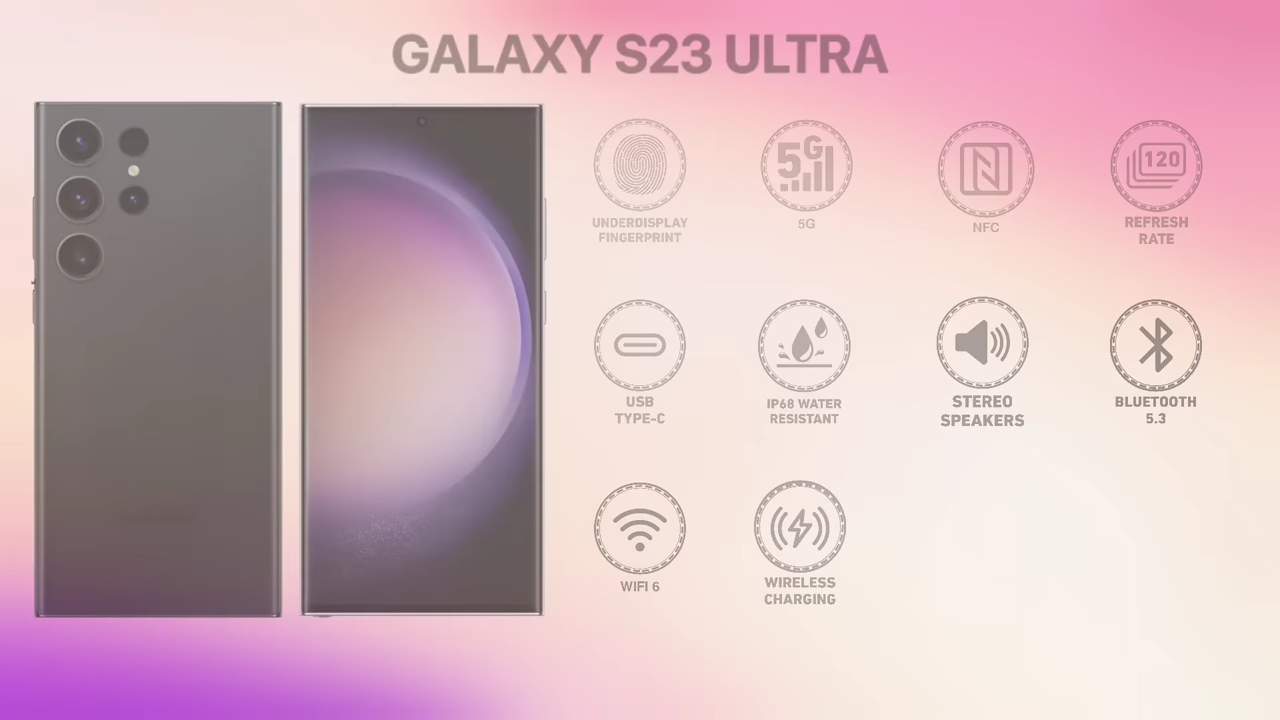 GALAXY S23 ULTRA
UNDERDISPLAY
FINGERPRINT
5G
5G
NFC
120
REFRESH
RATE
USB
TYPE-C
IP68 WATER
RESISTANT
STEREO
SPEAKERS
BLUETOOTH
5.3
WIFI 6
WIRELESS
CHARGING